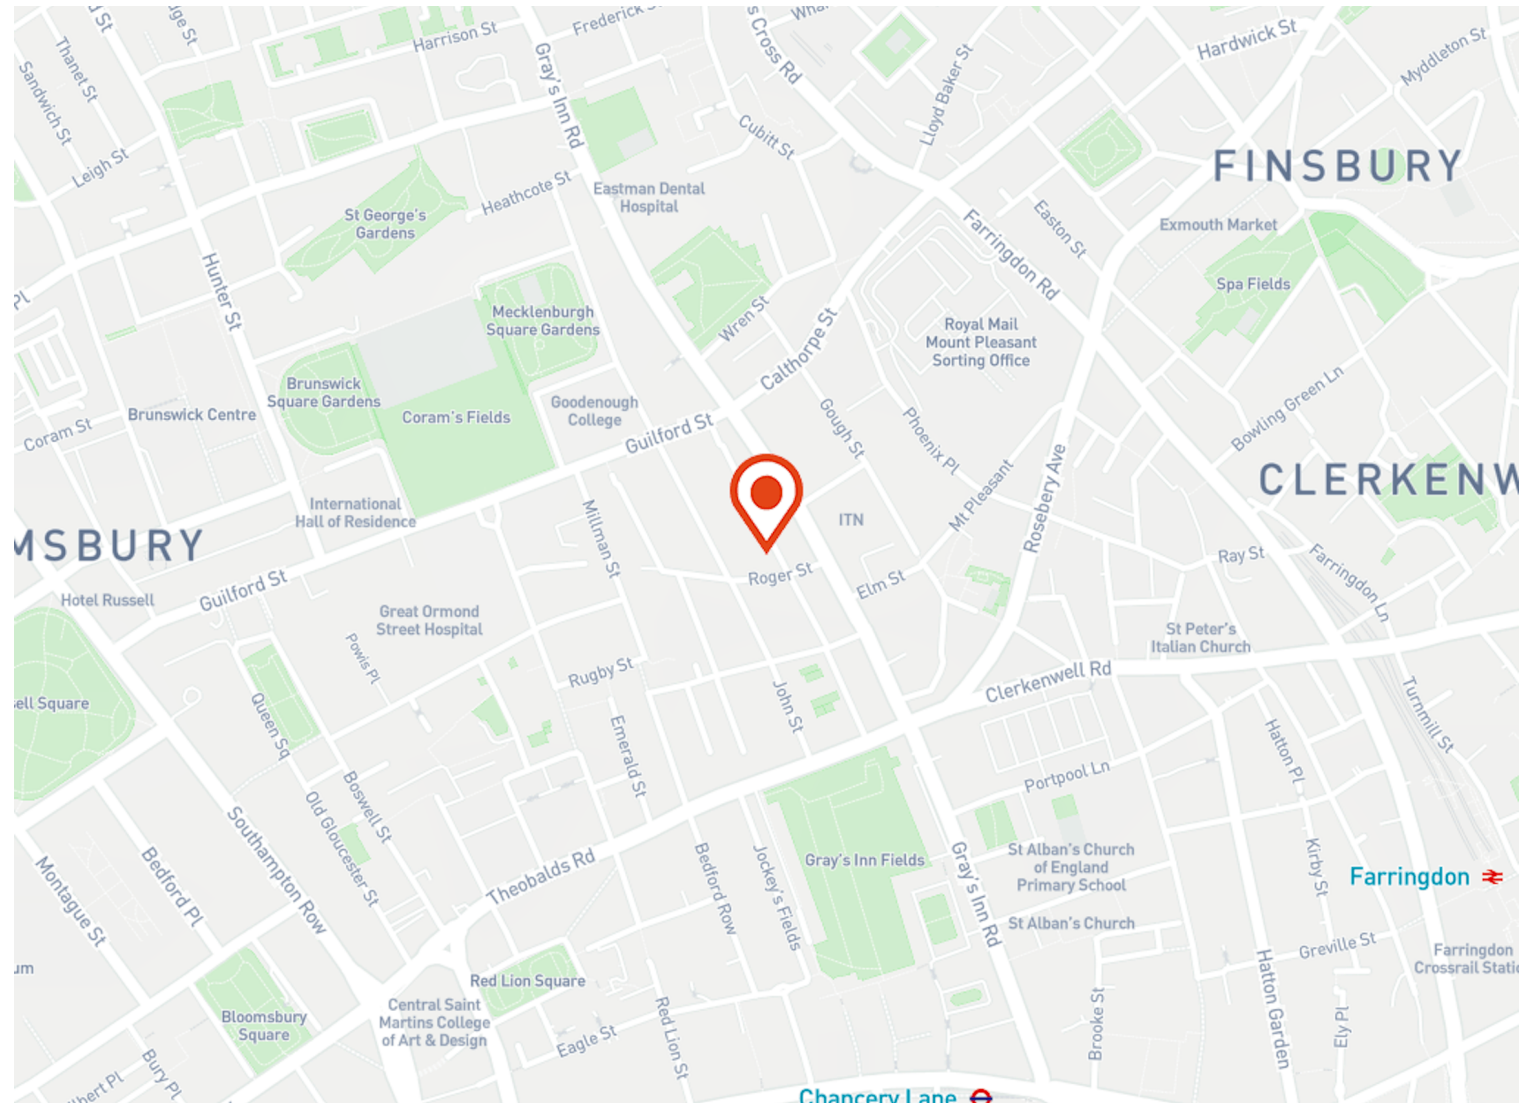 Harrison St
Thanet St
Sandwich St
Leigh St
Gray's Inn Rd
Cubitt St
Lloyd Baker St
Hardwick St
Myddleton St
FINSBURY
Eastman Dental
Hospital
Heathcote St
St George's
Gardens
Hunter St
Easton St
Exmouth Market
Farringdon Rd
Spa Fields
Mecklenburgh
Square Gardens
Wren St
Calthorpe St
Royal Mail
Mount Pleasant
Sorting Office
Brunswick
Square Gardens
Brunswick Centre
Coram St
Coram's Fields
Goodenough
College
Guilford St
Gough St
Phoenix Pl
Bowling Green Ln
CLERKENW
Mt Pleasant
Rosebery Ave
International
Hall of Residence
Millman St
ITN
MSBURY
Roger St
Elm St
Ray St
Farringdon Ln
Hotel Russell
Guilford St
Great Ormond
Street Hospital
St Peter's
Italian Church
Powis Pl
Rugby St
Clerkenwell Rd
ell Square
Queen Sq
John St
Turnmill St
Emerald St
Hatton Pl
Portpool Ln
Boswell St
Old Gloucester St
Southampton Row
Bedford Pl
Montague St
Theobalds Rd
Bedford Row
Jockey's Fields
Gray's Inn Fields
Gray's Inn Rd
St Alban's Church
of England
Primary School
St Alban's Church
Kirby St
Farringdon
Greville St
Farringdon
Crossrail Static
um
Red Lion Square
Central Saint
Martins College
of Art & Design
Bloomsbury
Square
Eagle St
Red Lion St
Brooke St
Hatton Garden
Ely Pl
Bury Pl
lbert Pl
Chancery Lane